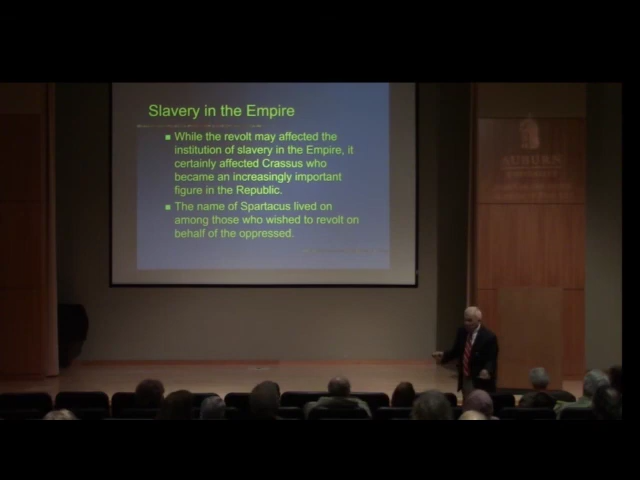 Slavery in the Empire
■ While the revolt may affected the
institution of slavery in the Empire, it
certainly affected Crassus who
became an increasingly important
figure in the Republic.
■ The name of Spartacus lived on
among those who wished to revolt on
behalf of the oppressed.
AUBURN